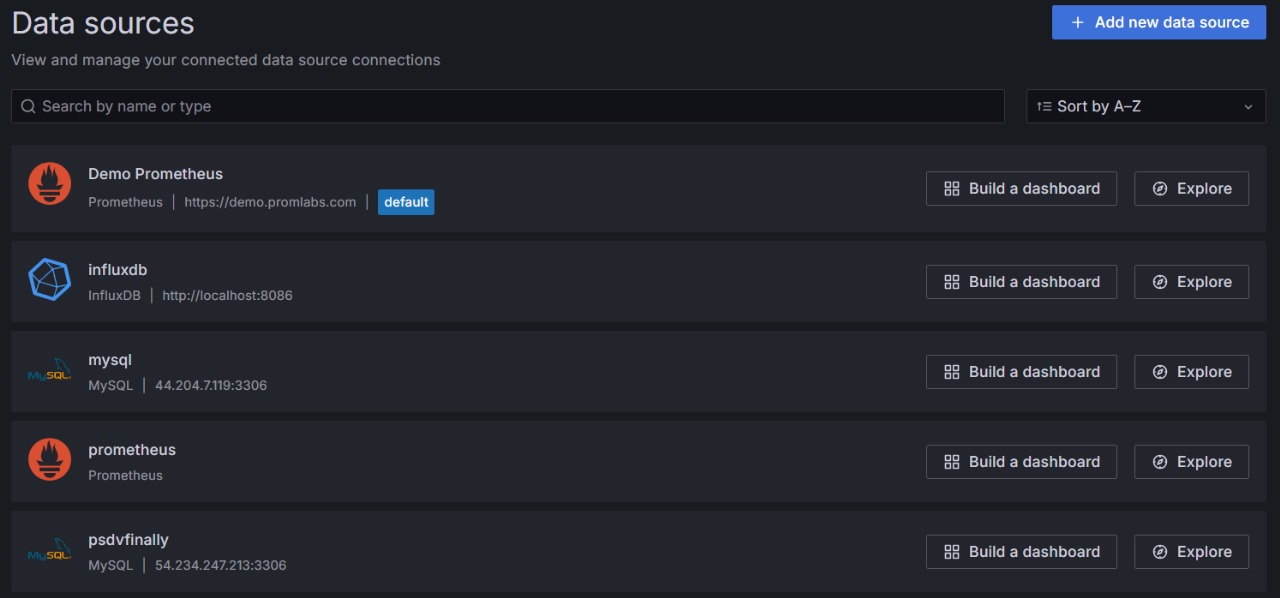 Data sources
+ Add new data source
View and manage your connected data source connections
Search by name or type
Sort by A–Z
Demo Prometheus
Prometheus | https://demo.promlabs.com | default
Build a dashboard
Explore
influxdb
InfluxDB | http://localhost:8086
Build a dashboard
Explore
MySQL
mysql
MySQL | 44.204.7.119:3306
Build a dashboard
Explore
prometheus
Prometheus
Build a dashboard
Explore
MySQL
psdvfinally
MySQL | 54.234.247.213:3306
Build a dashboard
Explore